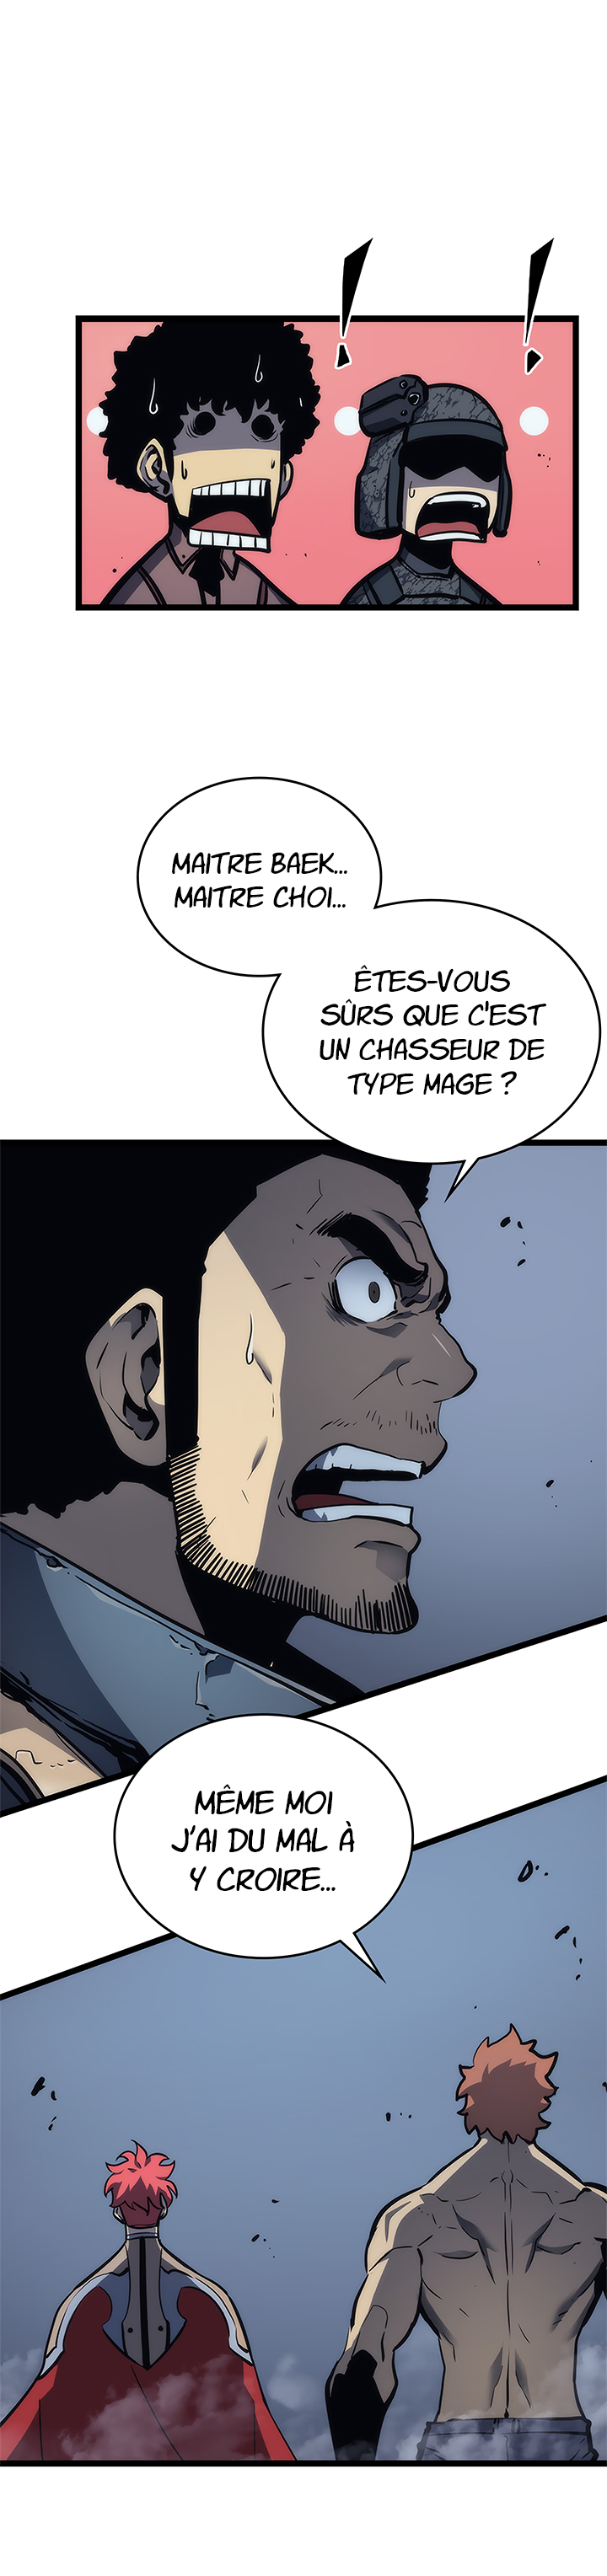 MAITRE BAEK...
MAITRE CHOI...
ÊTES-VOUS
SÛRS QUE C'EST
UN CHASSEUR DE
TYPE MAGE ?
MÊME MOI
J'AI DU MAL À
Y CROIRE...